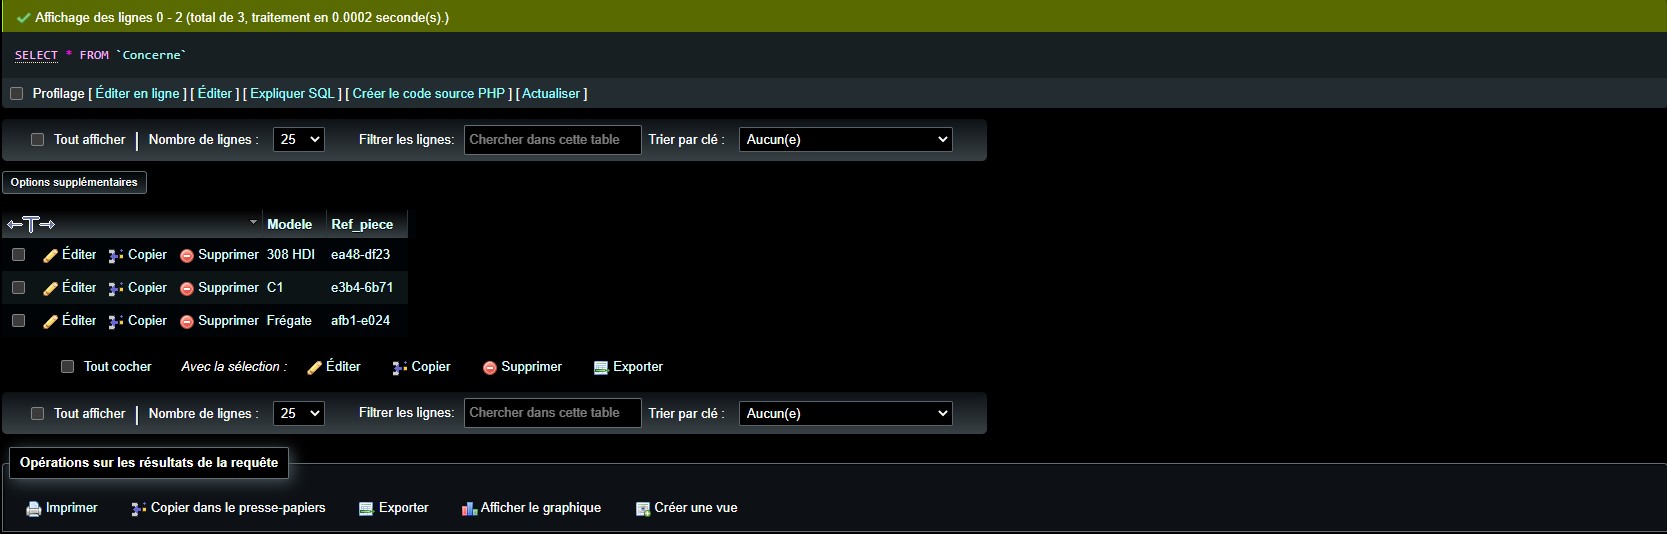 Affichage des lignes 0 - 2 (total de 3, traitement en 0.0002 seconde(s).)
SELECT * FROM `Concerne`
Profilage [ Éditer en ligne ] [ Éditer ] [ Expliquer SQL ] [ Créer le code source PHP ] [ Actualiser ]
Tout afficher | Nombre de lignes : 25 Filtrer les lignes: Chercher dans cette table Trier par clé : Aucun(e)
Options supplémentaires
Modele Ref_piece
Éditer Copier Supprimer 308 HDI ea48-df23
Éditer Copier Supprimer C1 e3b4-6b71
Éditer Copier Supprimer Frégate afb1-e024
Tout cocher Avec la sélection : Éditer Copier Supprimer Exporter
Tout afficher | Nombre de lignes : 25 Filtrer les lignes: Chercher dans cette table Trier par clé : Aucun(e)
Opérations sur les résultats de la requête
Imprimer Copier dans le presse-papiers Exporter Afficher le graphique Créer une vue